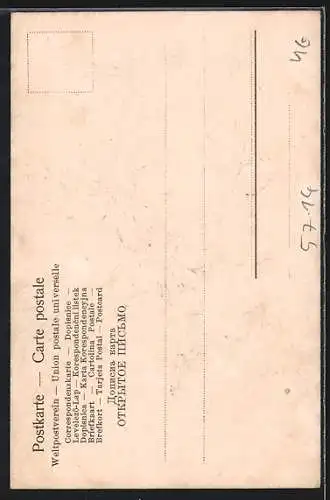 Postkarte — Carte postale
Weltpostverein — Union postale universelle
Correspondenzkarte — Dopisnice —
Levelező-Lap — Korespondenční lístek
Dopisnica — Karta Korespondencyjna
Briefkaart — Cartolina Postale —
Brefkort — Tarjeta Postal — Postcard
Дописна карта
ОТКРЫТОЕ ПИСЬМО.
4G
57.14